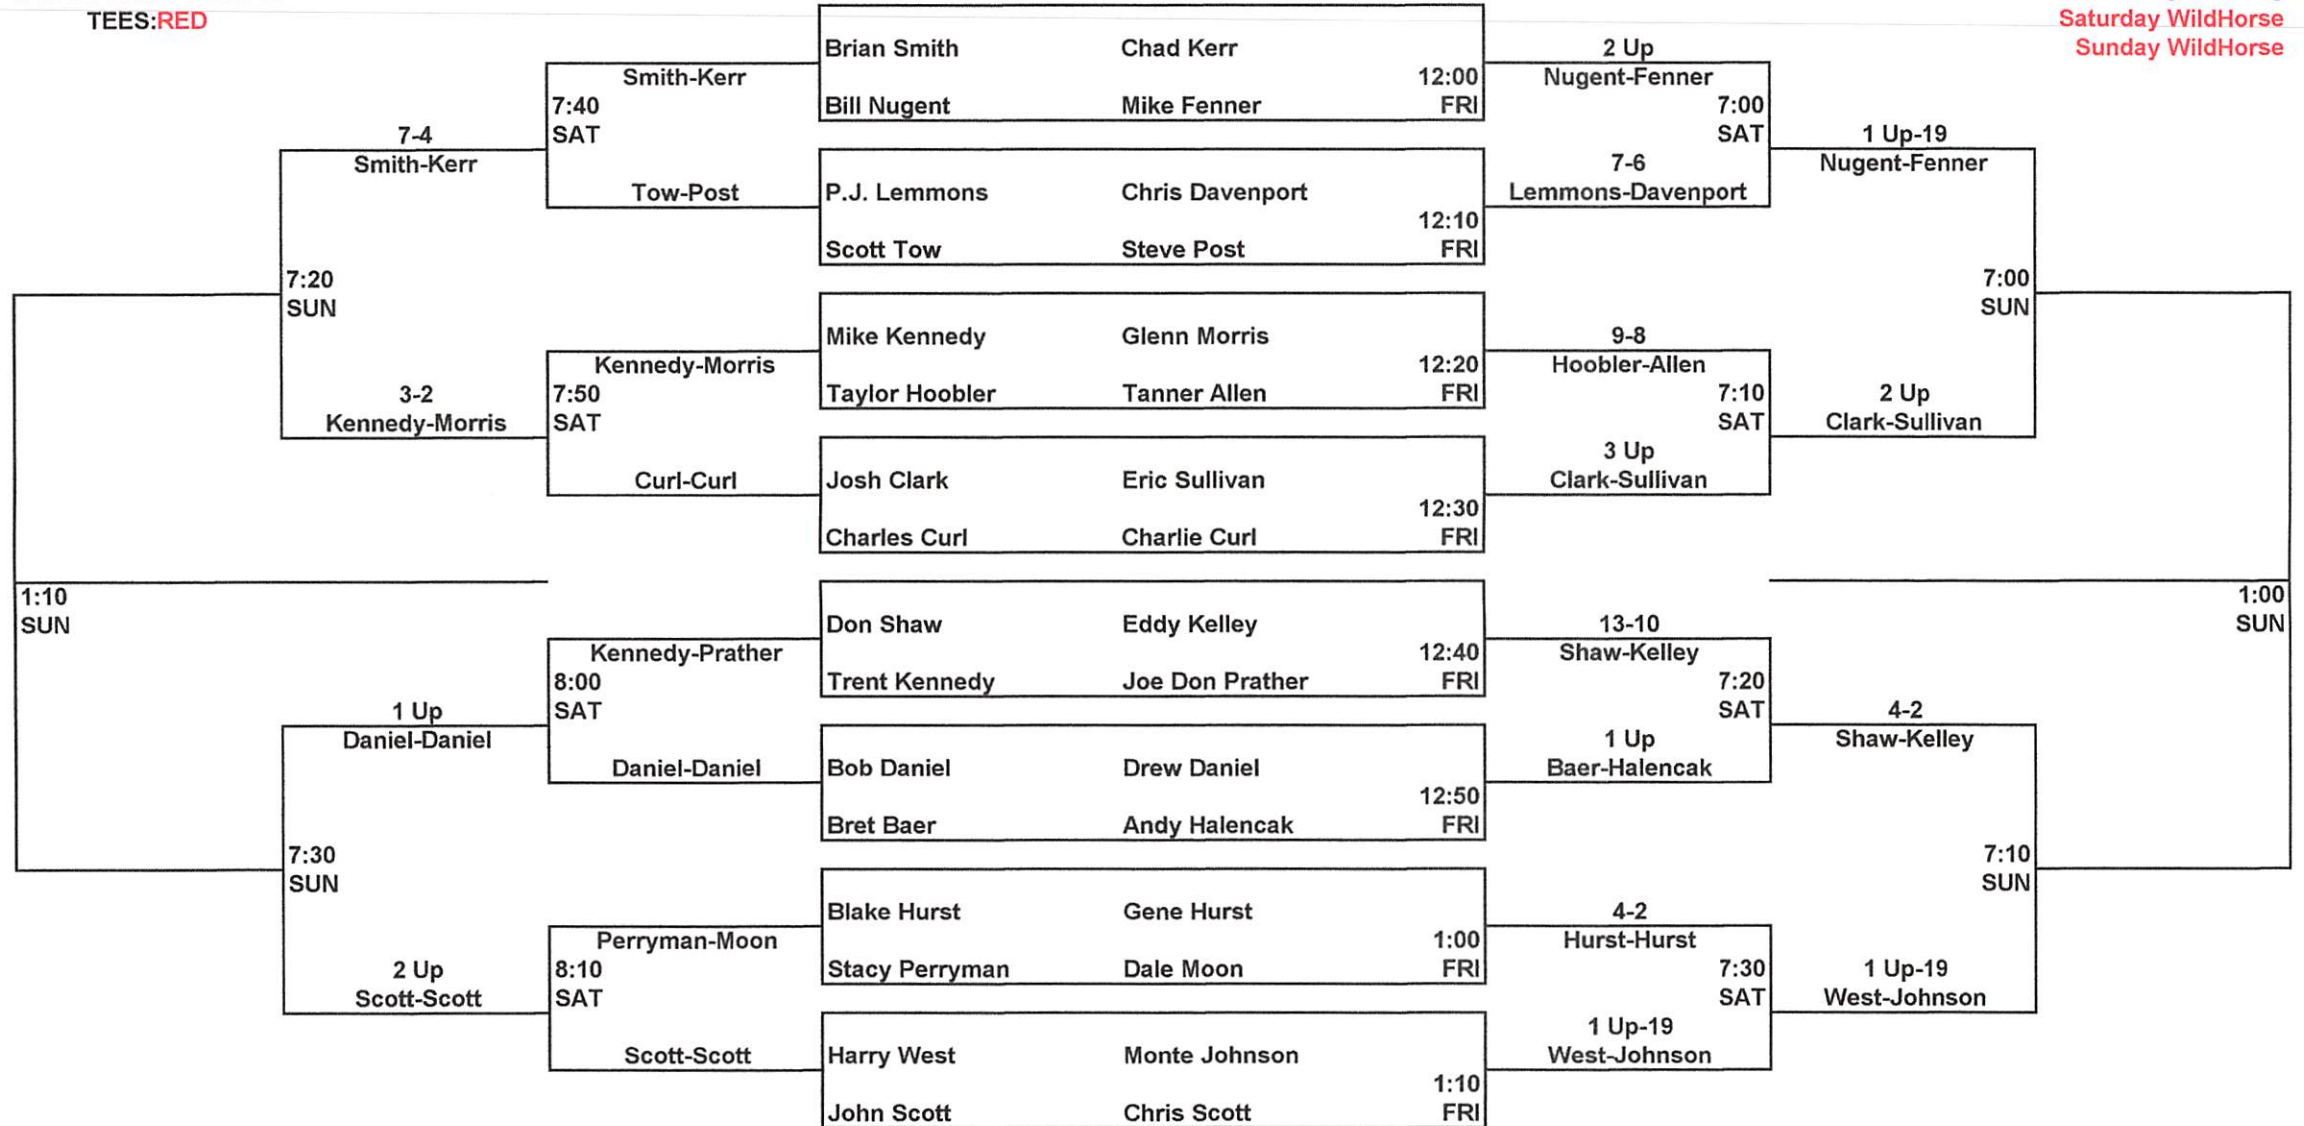 TEES:RED
Saturday WildHorse
Sunday WildHorse
Brian Smith Chad Kerr 2 Up
Smith-Kerr 12:00 Nugent-Fenner
7:40 Bill Nugent Mike Fenner FRI 7:00
7-4 SAT SAT 1 Up-19
Smith-Kerr 7-6 Nugent-Fenner
Tow-Post P.J. Lemmons Chris Davenport Lemmons-Davenport
12:10
Scott Tow Steve Post FRI
7:20 7:00
SUN SUN
Mike Kennedy Glenn Morris 9-8
Kennedy-Morris 12:20 Hoobler-Allen
3-2 7:50 Taylor Hoobler Tanner Allen FRI 7:10 2 Up
Kennedy-Morris SAT SAT Clark-Sullivan
3 Up
Curl-Curl Josh Clark Eric Sullivan Clark-Sullivan
12:30
Charles Curl Charlie Curl FRI
1:10 1:00
SUN Don Shaw Eddy Kelley 13-10 SUN
Kennedy-Prather 12:40 Shaw-Kelley
8:00 Trent Kennedy Joe Don Prather FRI 7:20
1 Up SAT SAT 4-2
Daniel-Daniel 1 Up Shaw-Kelley
Daniel-Daniel Bob Daniel Drew Daniel Baer-Halencak
12:50
Bret Baer Andy Halencak FRI
7:30 7:10
SUN SUN
Blake Hurst Gene Hurst 4-2
Perryman-Moon 1:00 Hurst-Hurst
2 Up 8:10 Stacy Perryman Dale Moon FRI 7:30 1 Up-19
Scott-Scott SAT SAT West-Johnson
1 Up-19
Scott-Scott Harry West Monte Johnson West-Johnson
1:10
John Scott Chris Scott FRI